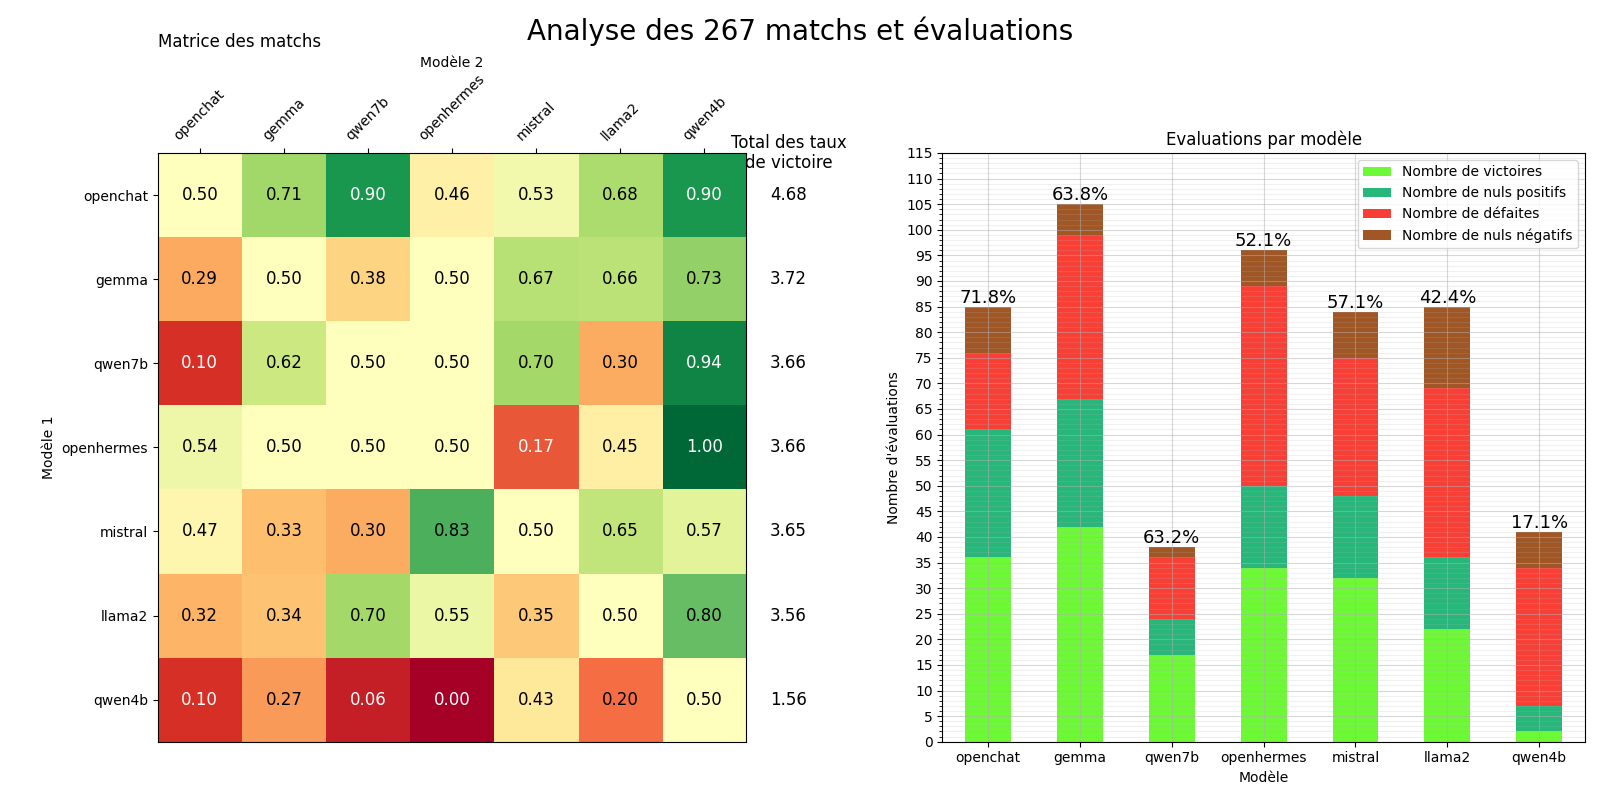 Analyse des 267 matchs et évaluations
Matrice des matchs
Modèle 2
openchat gemma qwen7b openhermes mistral llama2 qwen4b
Total des taux
de victoire
Modèle 1
openchat 0.50 0.71 0.90 0.46 0.53 0.68 0.90 4.68
gemma 0.29 0.50 0.38 0.50 0.67 0.66 0.73 3.72
qwen7b 0.10 0.62 0.50 0.50 0.70 0.30 0.94 3.66
openhermes 0.54 0.50 0.50 0.50 0.17 0.45 1.00 3.66
mistral 0.47 0.33 0.30 0.83 0.50 0.65 0.57 3.65
llama2 0.32 0.34 0.70 0.55 0.35 0.50 0.80 3.56
qwen4b 0.10 0.27 0.06 0.00 0.43 0.20 0.50 1.56
Evaluations par modèle
Nombre de victoires
Nombre de nuls positifs
Nombre de défaites
Nombre de nuls négatifs
Nombre d'évaluations
115
110
105
100
95
90
85
80
75
70
65
60
55
50
45
40
35
30
25
20
15
10
5
0
71.8% 63.8% 63.2% 52.1% 57.1% 42.4% 17.1%
openchat gemma qwen7b openhermes mistral llama2 qwen4b
Modèle